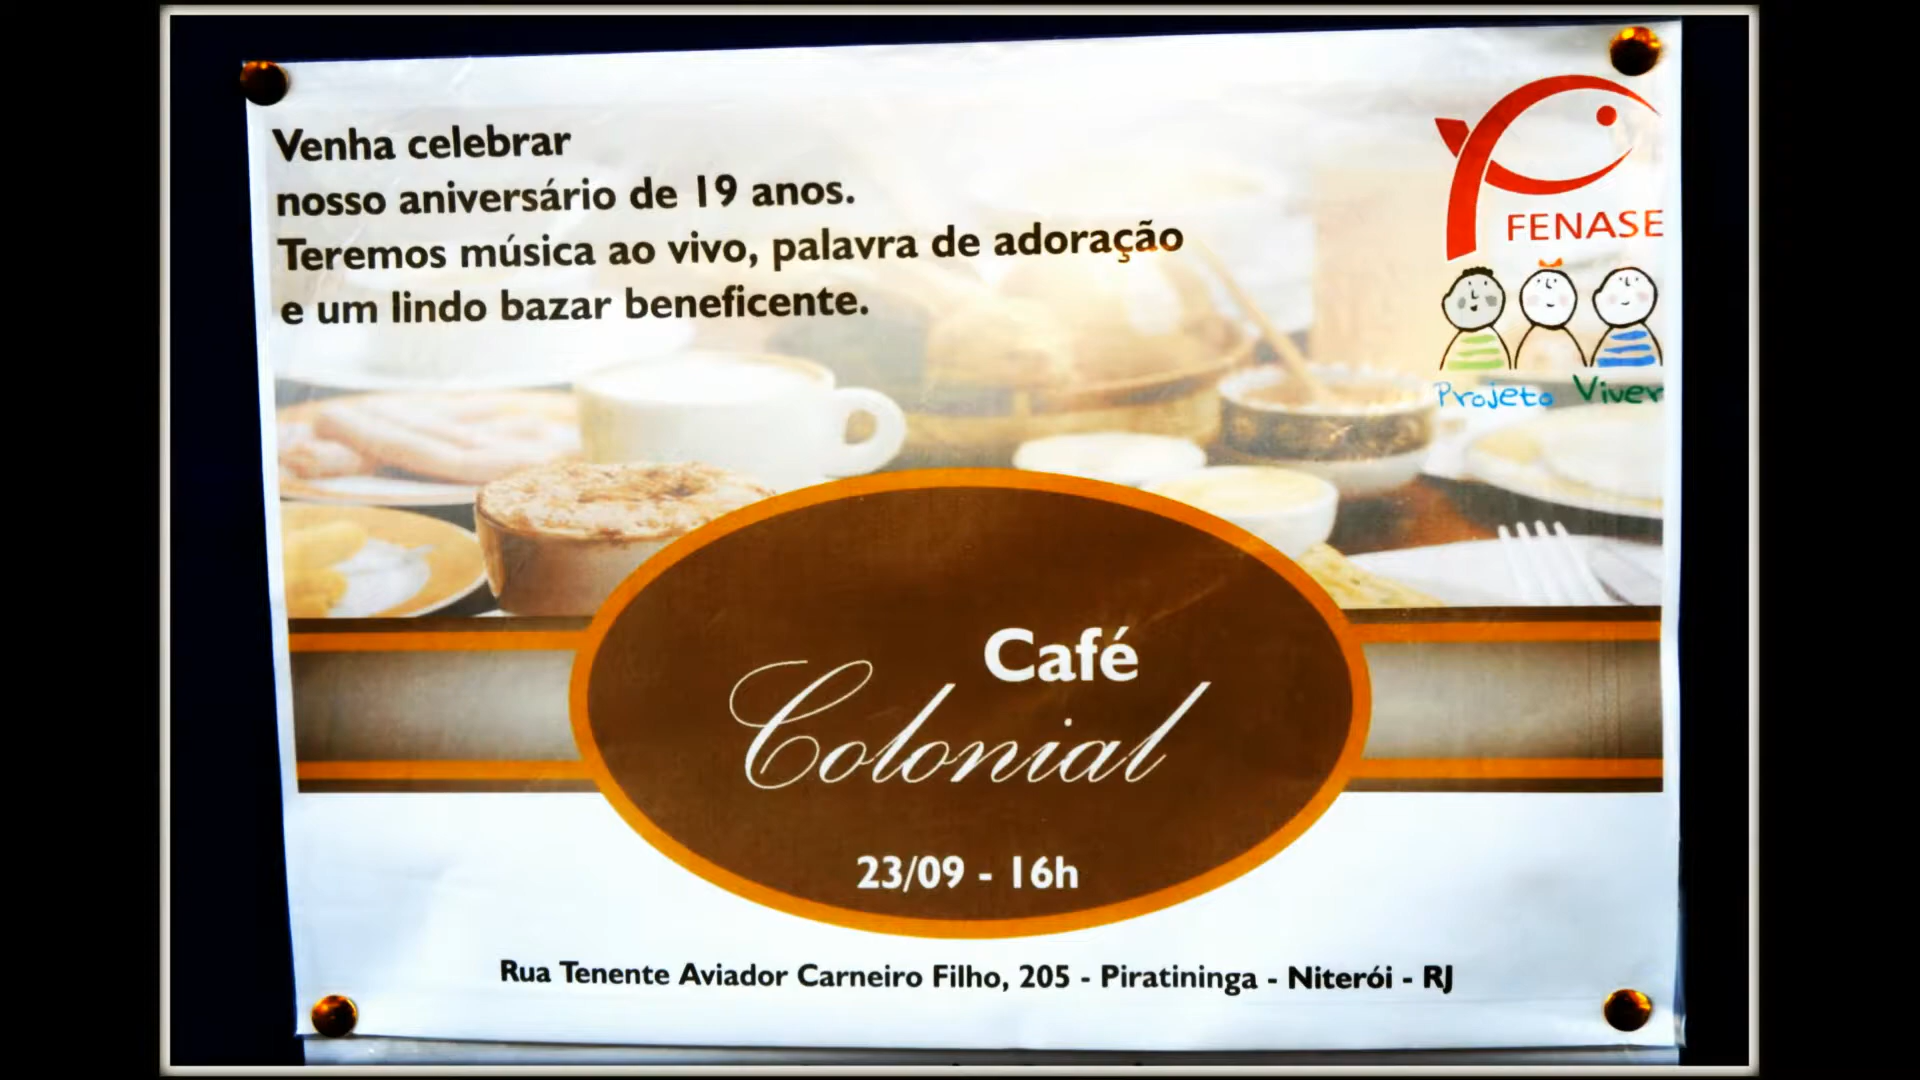 Venha celebrar
nosso aniversário de 19 anos.
Teremos música ao vivo, palavra de adoração
e um lindo bazar beneficente.
FENASE
Projeto Viver
Café
Colonial
23/09 - 16h
Rua Tenente Aviador Carneiro Filho, 205 - Piratininga - Niterói - RJ